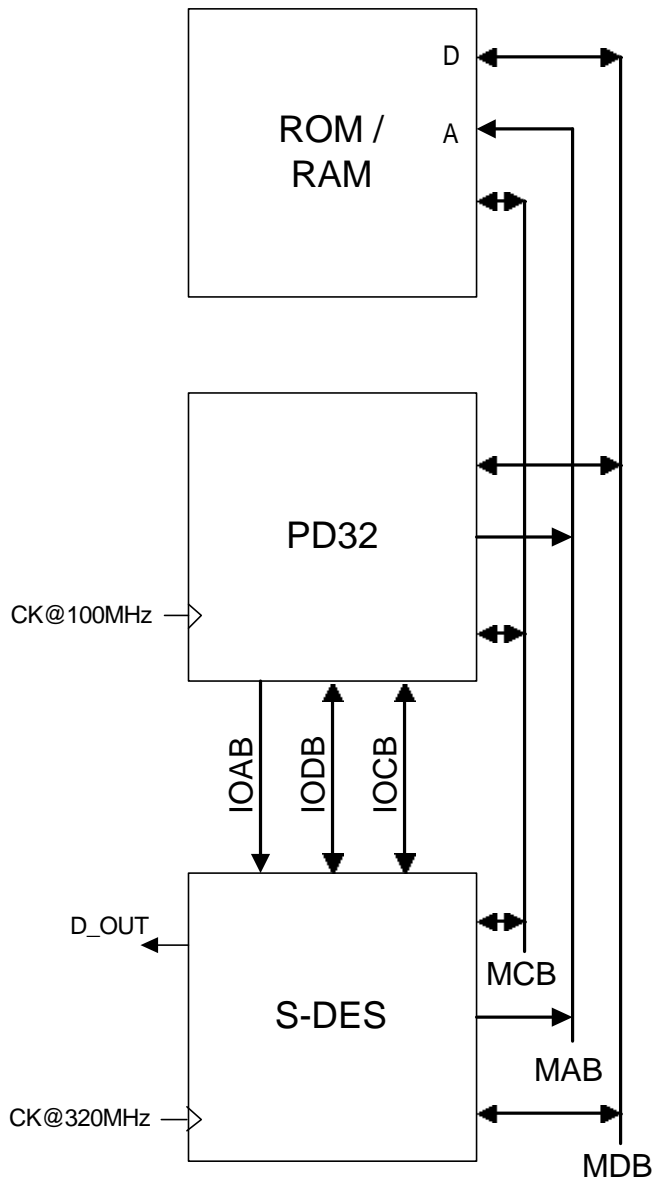 D
ROM /
RAM
A
PD32
CK@100MHz
IOAB
IODB
IOCB
D_OUT
MCB
S-DES
MAB
CK@320MHz
MDB